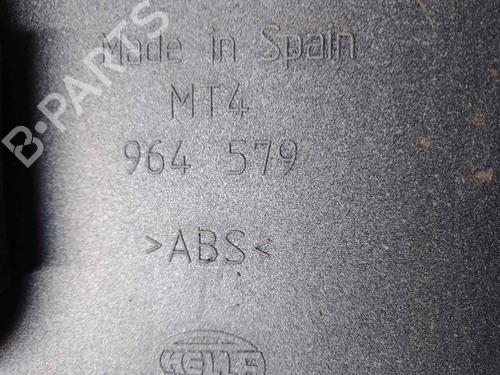 Made in Spain
MT4
964 579
>ABS<
HELLA
B-PARTS